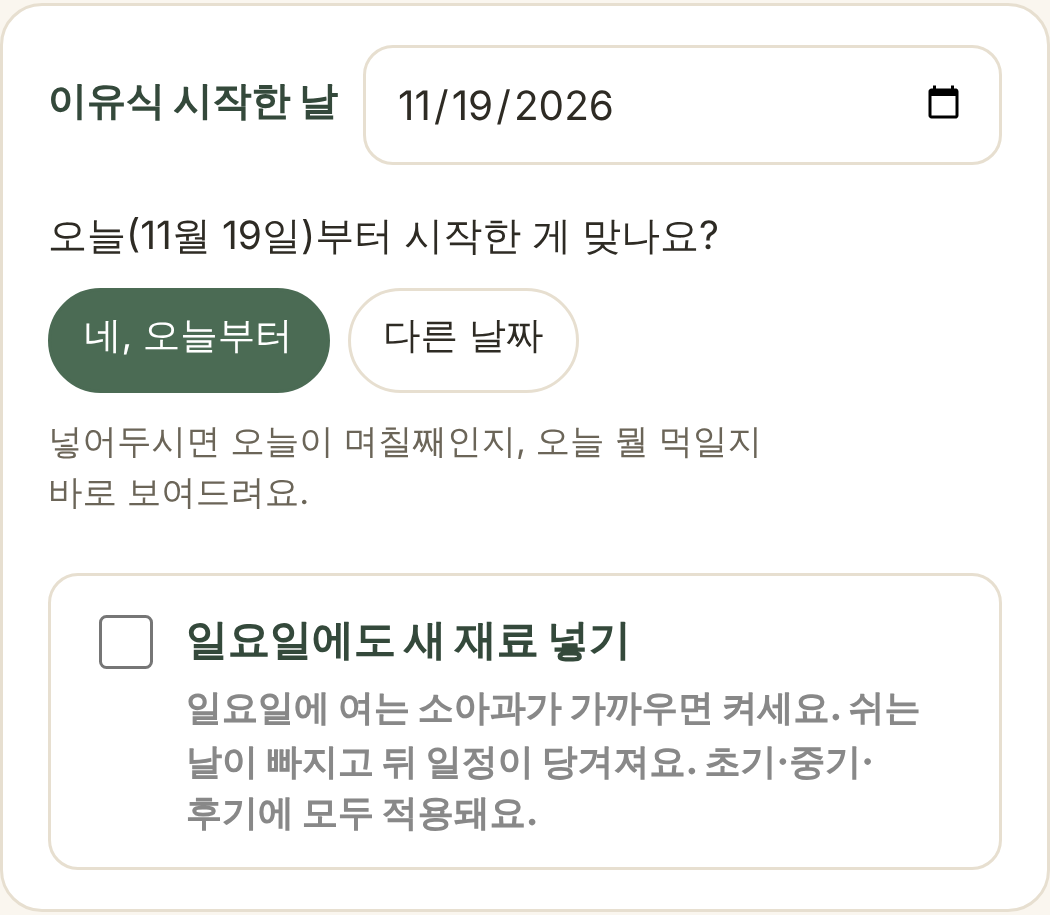 이유식 시작한 날 11/19/2026
오늘(11월 19일)부터 시작한 게 맞나요?
네, 오늘부터 다른 날짜
넣어두시면 오늘이 며칠째인지, 오늘 뭘 먹일지
바로 보여드려요.
일요일에도 새 재료 넣기
일요일에 여는 소아과가 가까우면 켜세요. 쉬는
날이 빠지고 뒤 일정이 당겨져요. 초기·중기·
후기에 모두 적용돼요.